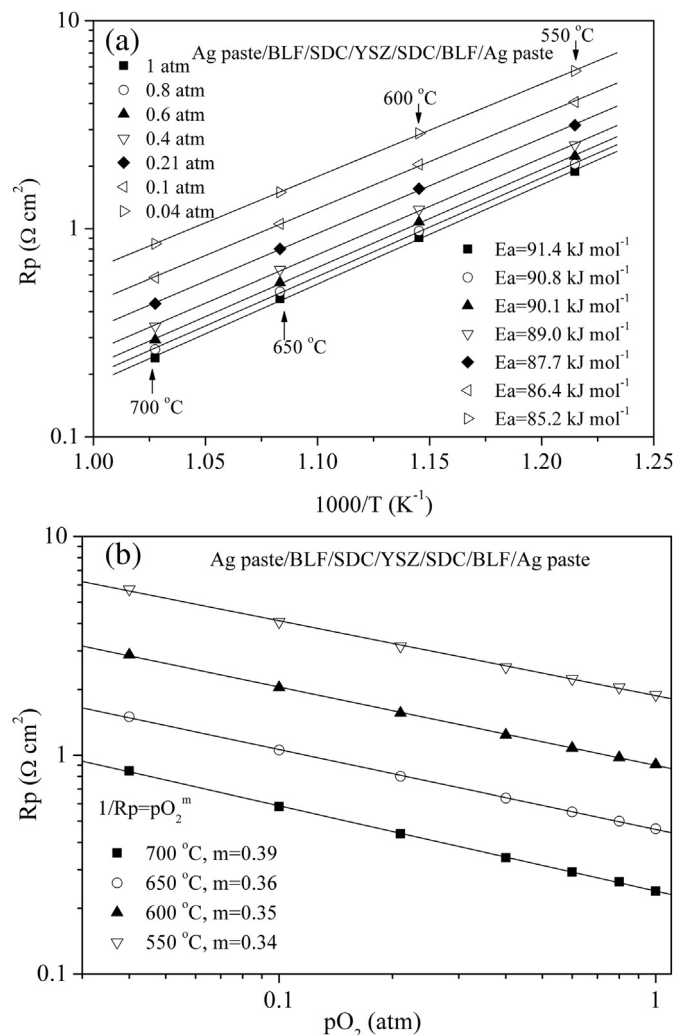 10
(a)
Ag paste/BLF/SDC/YSZ/SDC/BLF/Ag paste
550 °C
1 atm
0.8 atm
0.6 atm
0.4 atm
0.21 atm
0.1 atm
0.04 atm
600 °C
Rp (Ω cm²)
1
650 °C
700 °C
Ea=91.4 kJ mol⁻¹
Ea=90.8 kJ mol⁻¹
Ea=90.1 kJ mol⁻¹
Ea=89.0 kJ mol⁻¹
Ea=87.7 kJ mol⁻¹
Ea=86.4 kJ mol⁻¹
Ea=85.2 kJ mol⁻¹
0.1
1.00 1.05 1.10 1.15 1.20 1.25
1000/T (K⁻¹)
10
(b)
Ag paste/BLF/SDC/YSZ/SDC/BLF/Ag paste
Rp (Ω cm²)
1
1/Rp=pO₂ᵐ
700 °C, m=0.39
650 °C, m=0.36
600 °C, m=0.35
550 °C, m=0.34
0.1
0.1 1
pO₂ (atm)